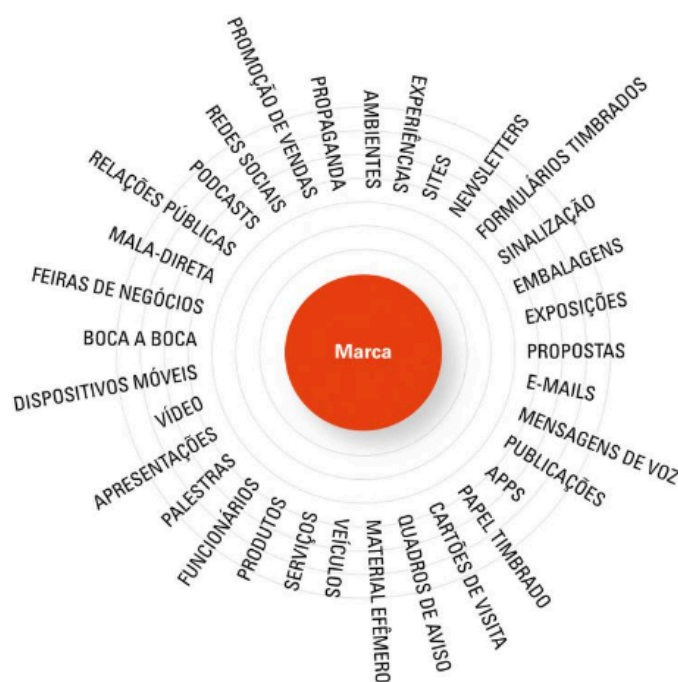 AMBIENTES
EXPERIÊNCIAS
SITES
NEWSLETTERS
FORMULÁRIOS TIMBRADOS
SINALIZAÇÃO
EMBALAGENS
EXPOSIÇÕES
PROPOSTAS
E-MAILS
MENSAGENS DE VOZ
PUBLICAÇÕES
APPS
PAPEL TIMBRADO
CARTÕES DE VISITA
QUADROS DE AVISO
MATERIAL EFÊMERO
VEÍCULOS
SERVIÇOS
PRODUTOS
FUNCIONÁRIOS
PALESTRAS
APRESENTAÇÕES
VÍDEO
DISPOSITIVOS MÓVEIS
BOCA A BOCA
FEIRAS DE NEGÓCIOS
MALA-DIRETA
RELAÇÕES PÚBLICAS
PODCASTS
REDES SOCIAIS
PROMOÇÃO DE VENDAS
PROPAGANDA
Marca